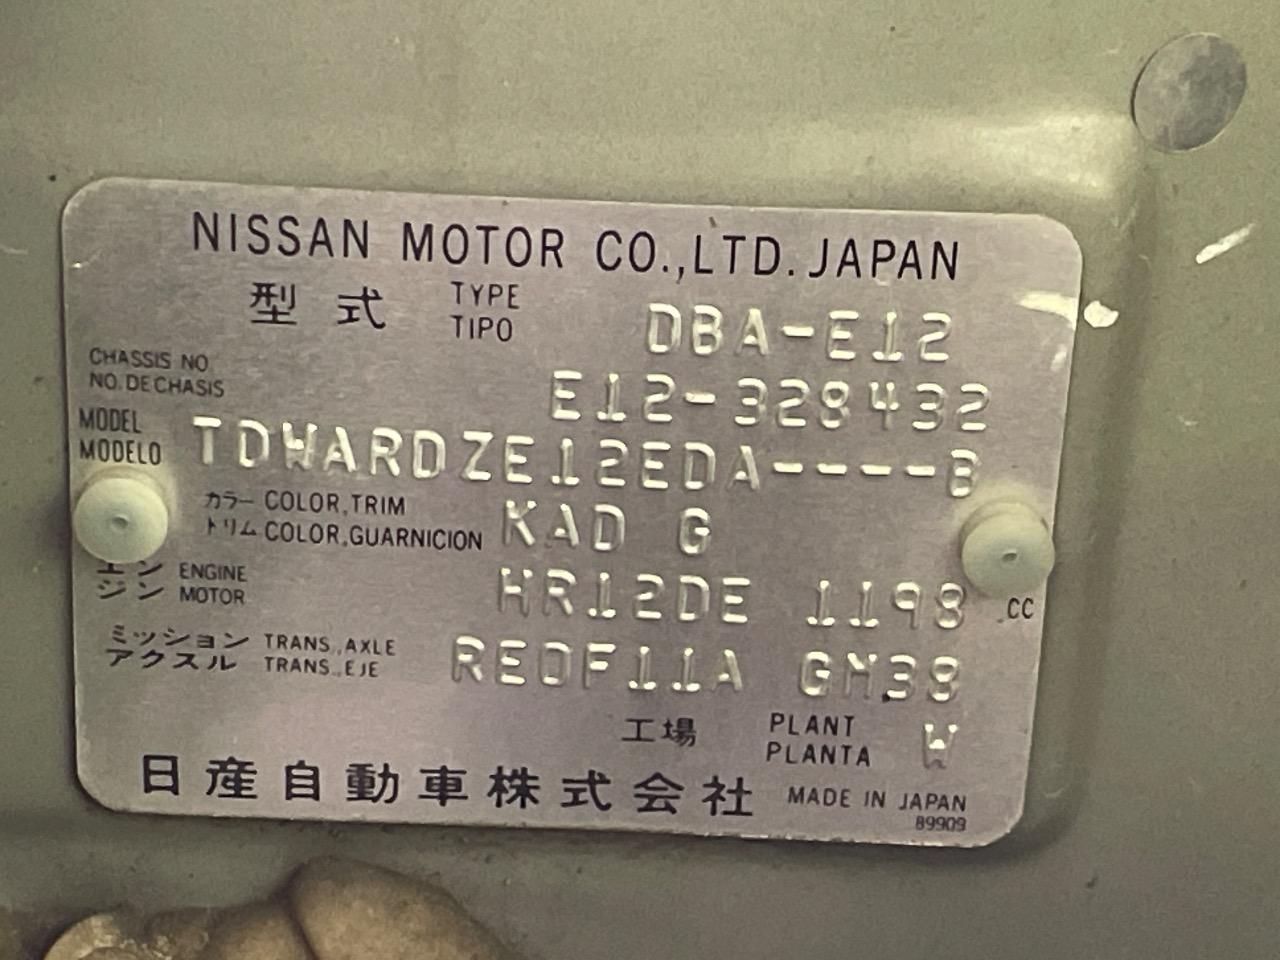 NISSAN MOTOR CO.,LTD. JAPAN
型式 TYPE DBA-E12
TIPO
CHASSIS NO. E12-328432
NO. DE CHASIS
MODEL TDWARDZE12EDA----B
MODELO
カラー COLOR, TRIM KAD G
トリム COLOR, GUARNICION
エン ENGINE HR12DE 1198 CC
ジン MOTOR
ミッション TRANS., AXLE RE0F11A GM38
アクスル TRANS., EJE
工場 PLANT W
PLANTA
日産自動車株式会社 MADE IN JAPAN
89909